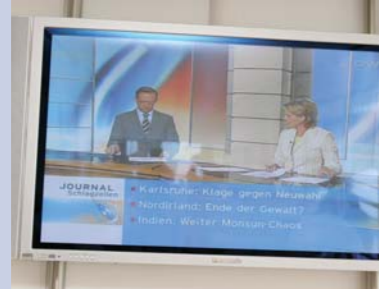 JOURNAL
Schlagzeilen
Karlsruhe: Klage gegen Neuwahl
Nordirland: Ende der Gewalt?
Indien: Weiter Monsun-Chaos